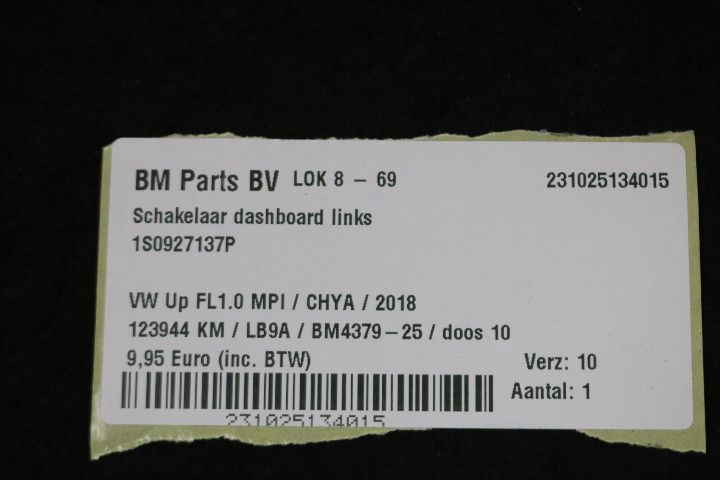 BM Parts BV LOK 8 - 69 231025134015
Schakelaar dashboard links
1S0927137P
VW Up FL1.0 MPI / CHYA / 2018
123944 KM / LB9A / BM4379-25 / doos 10
9,95 Euro (inc. BTW) Verz: 10
Aantal: 1
231025134015